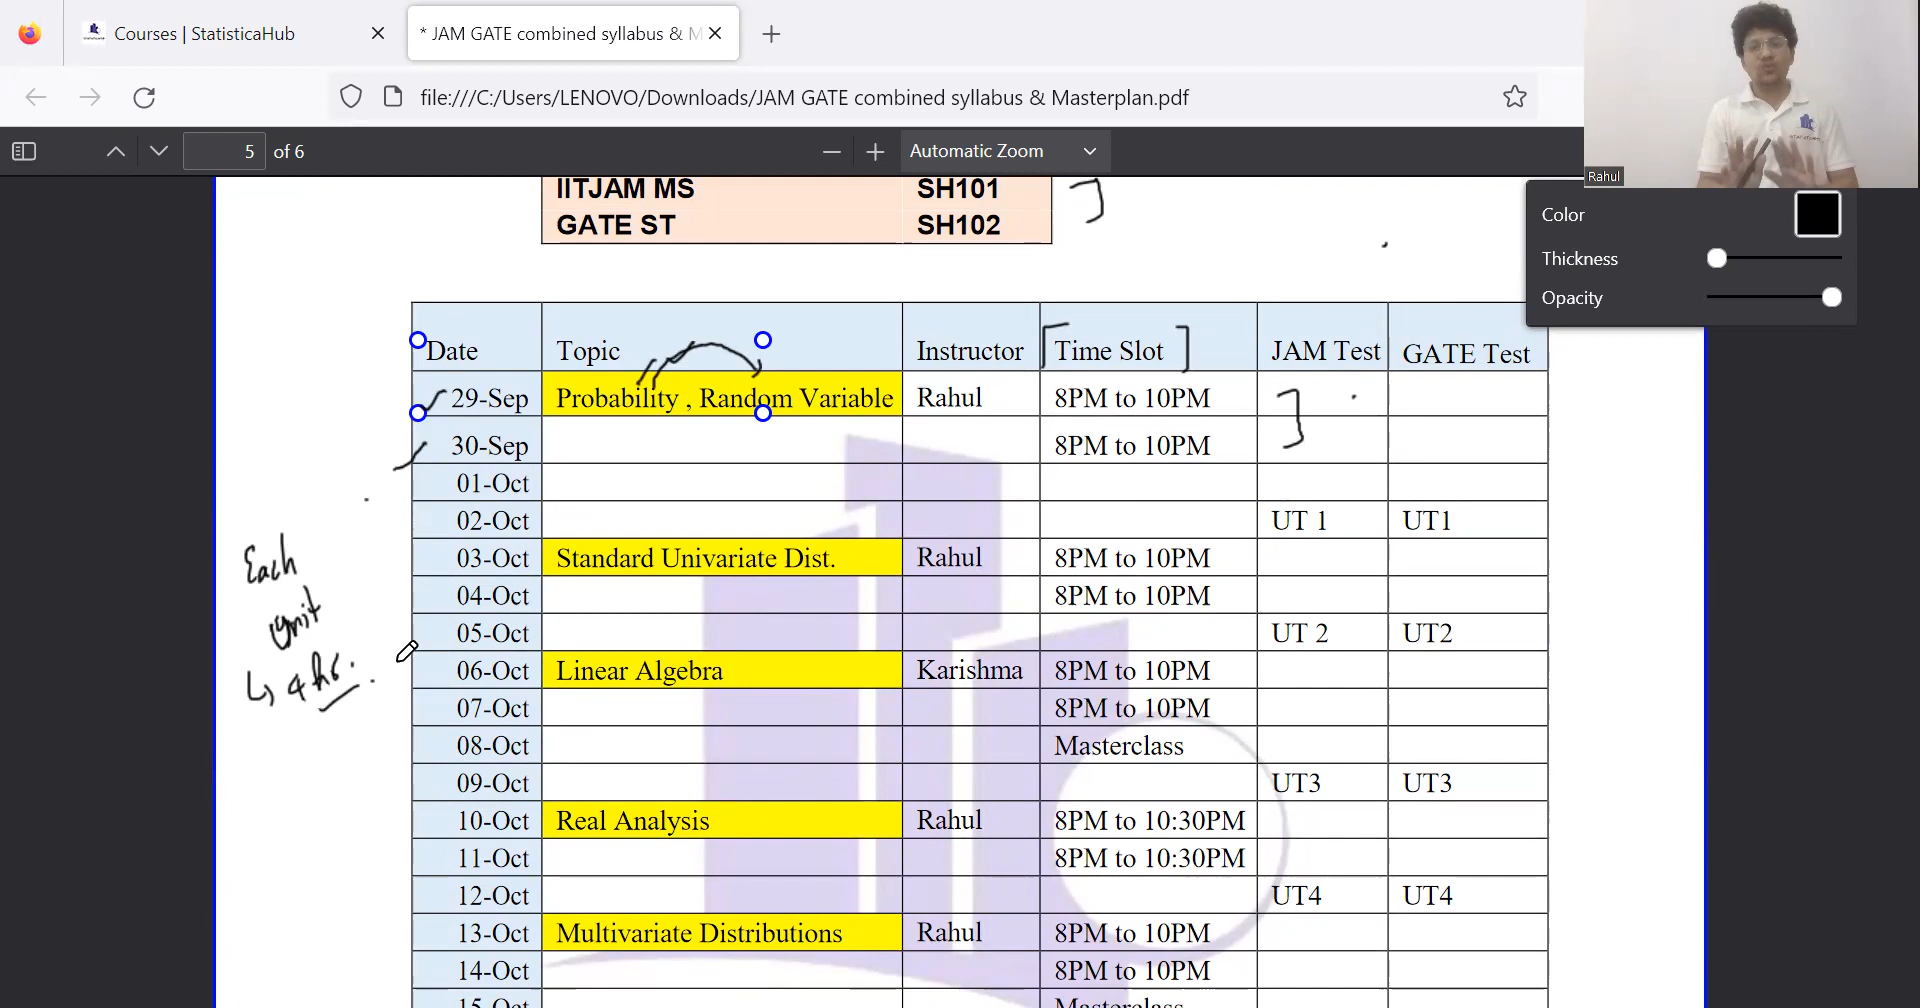 Courses | StatisticaHub
* JAM GATE combined syllabus & M
file:///C:/Users/LENOVO/Downloads/JAM GATE combined syllabus & Masterplan.pdf
5 of 6
Automatic Zoom
Rahul
Color
Thickness
Opacity
IITJAM MS SH101
GATE ST SH102
Date Topic Instructor Time Slot JAM Test GATE Test
29-Sep Probability , Random Variable Rahul 8PM to 10PM
30-Sep 8PM to 10PM
01-Oct
02-Oct UT 1 UT1
03-Oct Standard Univariate Dist. Rahul 8PM to 10PM
04-Oct 8PM to 10PM
05-Oct UT 2 UT2
06-Oct Linear Algebra Karishma 8PM to 10PM
07-Oct 8PM to 10PM
08-Oct Masterclass
09-Oct UT3 UT3
10-Oct Real Analysis Rahul 8PM to 10:30PM
11-Oct 8PM to 10:30PM
12-Oct UT4 UT4
13-Oct Multivariate Distributions Rahul 8PM to 10PM
14-Oct 8PM to 10PM
15-Oct Masterclass
Each
Unit
↳ 4 hr.